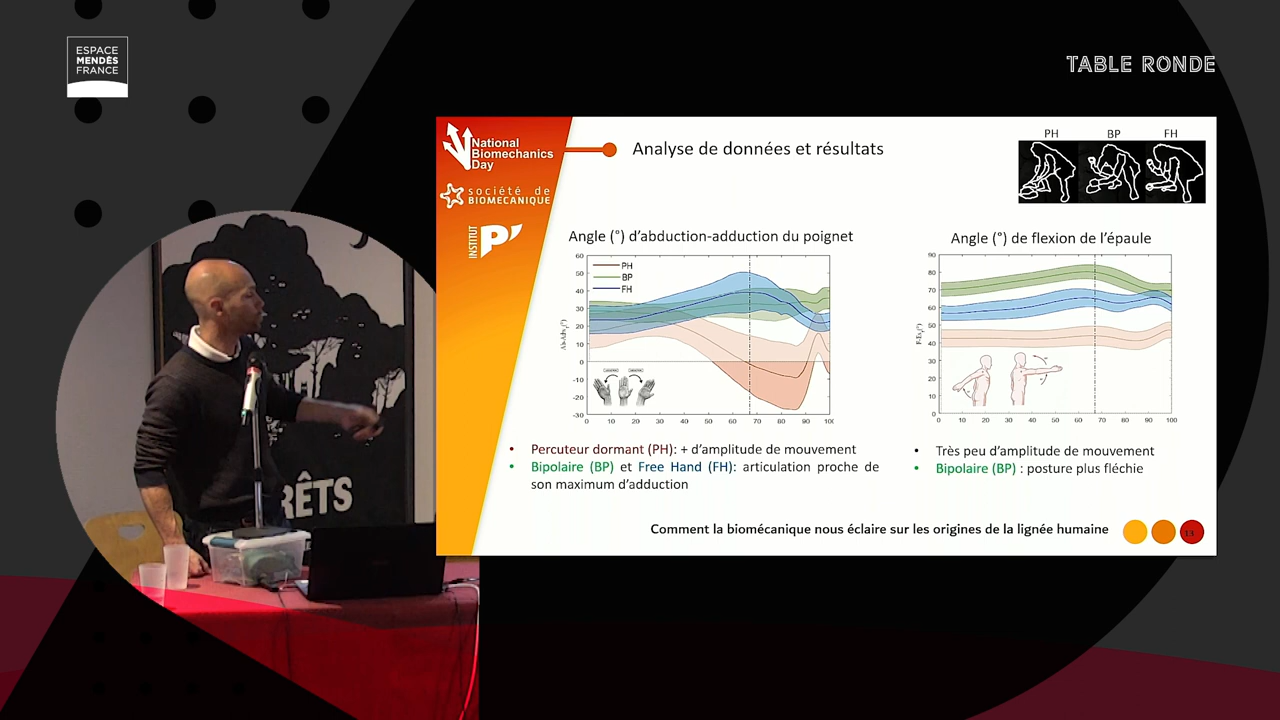 ESPACE
MENDÈS
FRANCE
TABLE RONDE
National
Biomechanics
Day
société de
BIOMECANIQUE
INSTITUT
P'
Analyse de données et résultats
PH BP FH
Angle (°) d'abduction-adduction du poignet
60
50
40
30
20
10
0
-10
-20
-30
PH
BP
FH
0 10 20 30 40 50 60 70 80 90 100
Angle (°) de flexion de l'épaule
90
80
70
60
50
40
30
20
10
0
0 10 20 30 40 50 60 70 80 90 100
• Percuteur dormant (PH): + d'amplitude de mouvement
• Bipolaire (BP) et Free Hand (FH): articulation proche de
son maximum d'adduction
• Très peu d'amplitude de mouvement
• Bipolaire (BP) : posture plus fléchie
Comment la biomécanique nous éclaire sur les origines de la lignée humaine
13
RÊTS